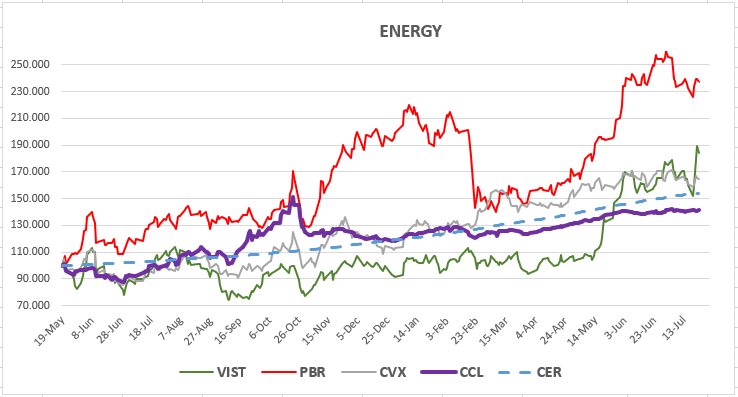 ENERGY
250.000
230.000
210.000
190.000
170.000
150.000
130.000
110.000
90.000
70.000
19-May
8-Jun
28-Jun
18-Jul
7-Aug
27-Aug
16-Sep
6-Oct
26-Oct
15-Nov
5-Dec
25-Dec
14-Jan
3-Feb
23-Feb
15-Mar
4-Apr
24-Apr
14-May
3-Jun
23-Jun
13-Jul
VIST PBR CVX CCL CER